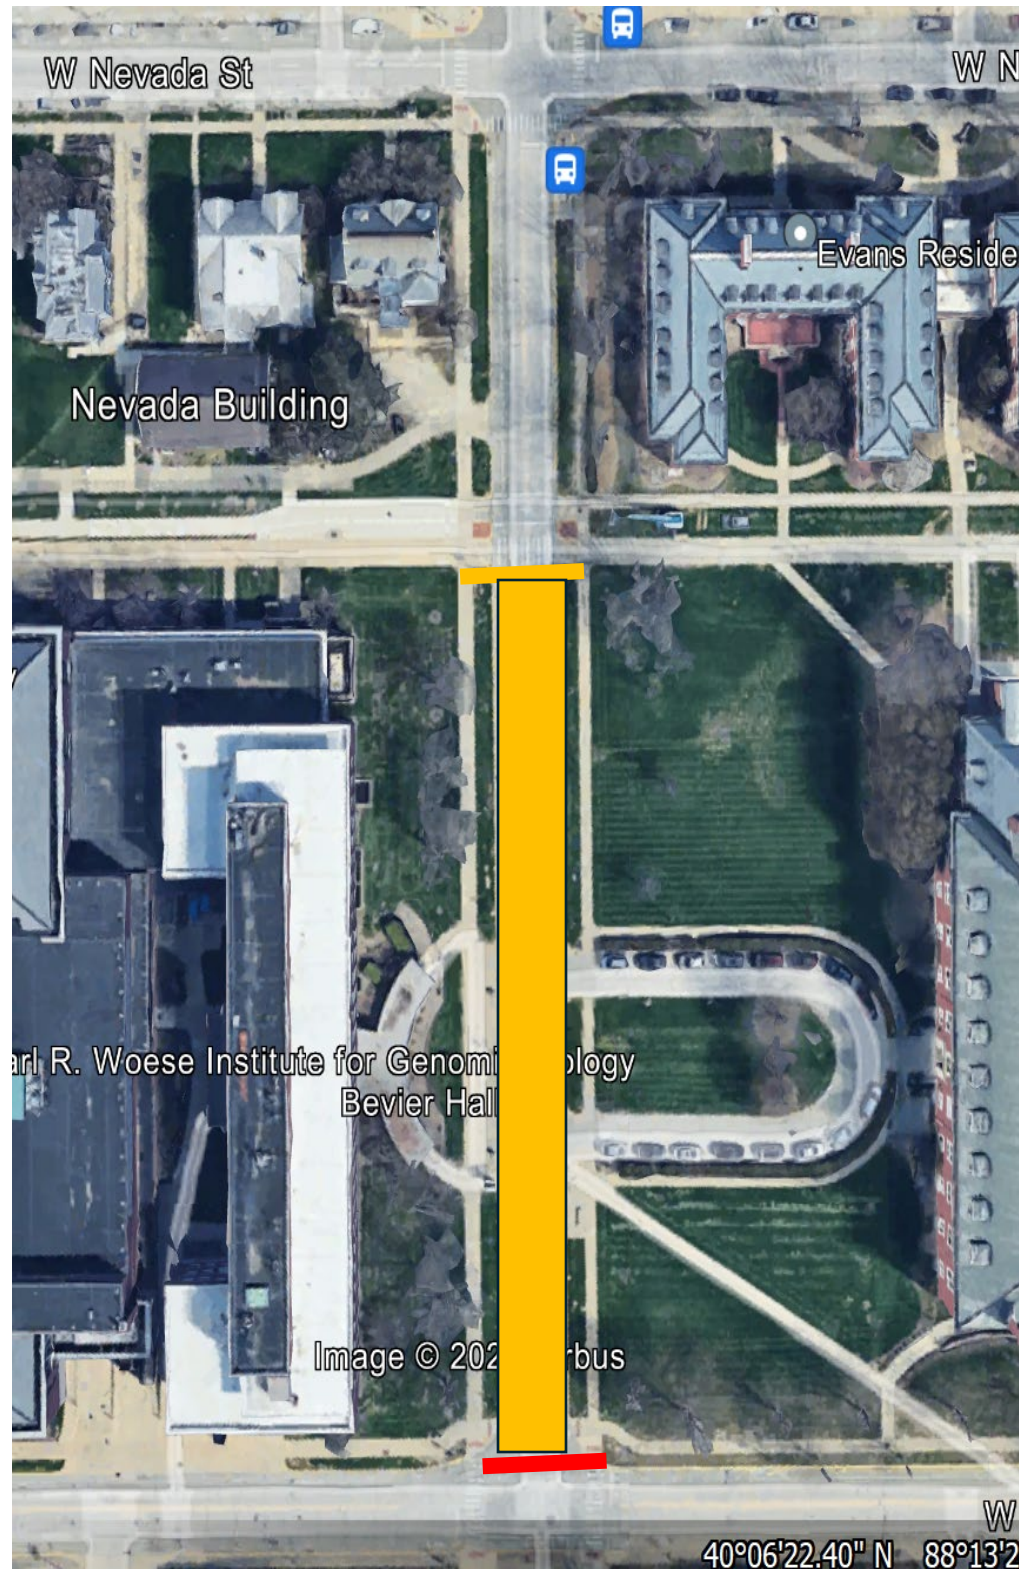 W Nevada St
W N
Evans Reside
Nevada Building
arl R. Woese Institute for Genomi ology
Bevier Hall
Image © 202 rbus
W
40°06'22.40" N 88°13'2